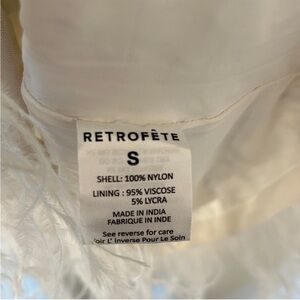 RETROFÊTE
S
SHELL: 100% NYLON
LINING : 95% VISCOSE
5% LYCRA
MADE IN INDIA
FABRIQUE IN INDE
See reverse for care
oir L' inverse Pour Le Soin